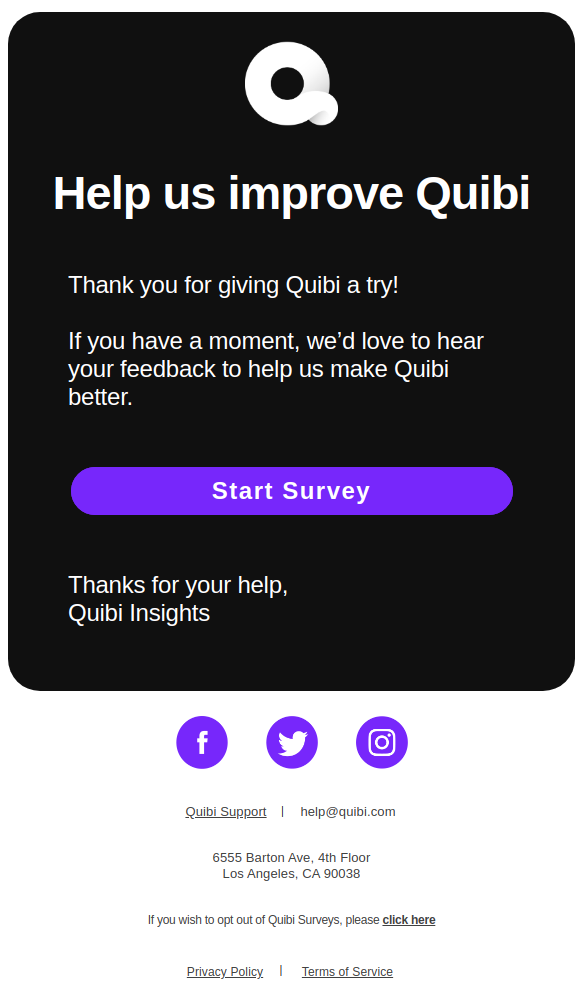 Help us improve Quibi
Thank you for giving Quibi a try!
If you have a moment, we’d love to hear
your feedback to help us make Quibi
better.
Start Survey
Thanks for your help,
Quibi Insights
Quibi Support | help@quibi.com
6555 Barton Ave, 4th Floor
Los Angeles, CA 90038
If you wish to opt out of Quibi Surveys, please click here
Privacy Policy | Terms of Service